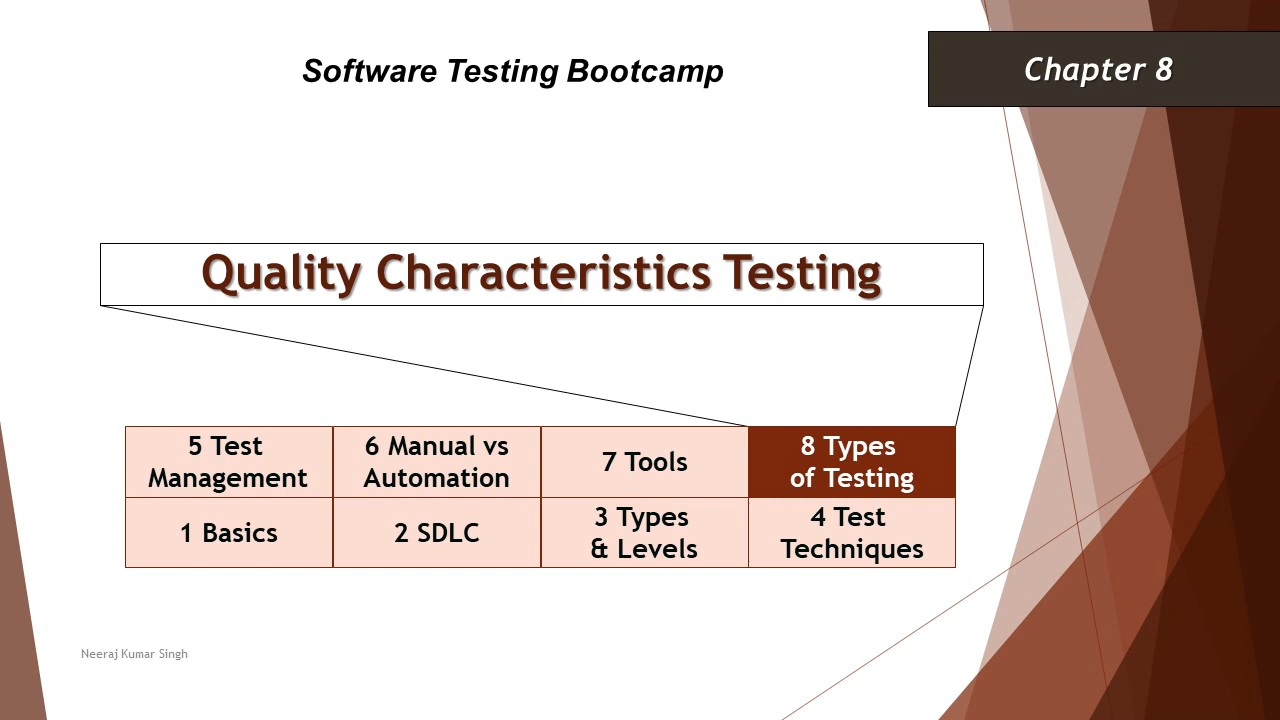 Software Testing Bootcamp
Chapter 8
Quality Characteristics Testing
5 Test
Management
6 Manual vs
Automation
7 Tools
8 Types
of Testing
1 Basics
2 SDLC
3 Types
& Levels
4 Test
Techniques
Neeraj Kumar Singh